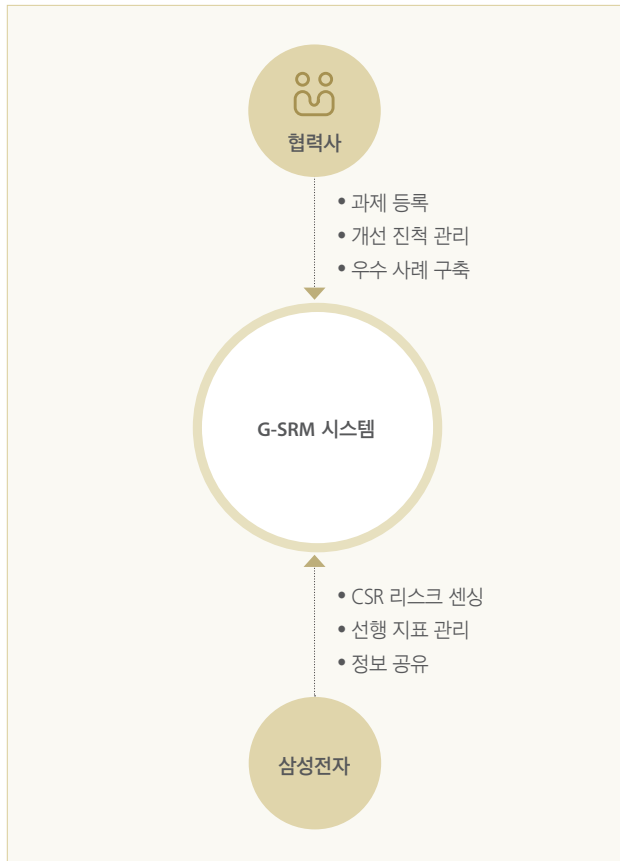 협력사
• 과제 등록
• 개선 진척 관리
• 우수 사례 구축
G-SRM 시스템
• CSR 리스크 센싱
• 선행 지표 관리
• 정보 공유
삼성전자